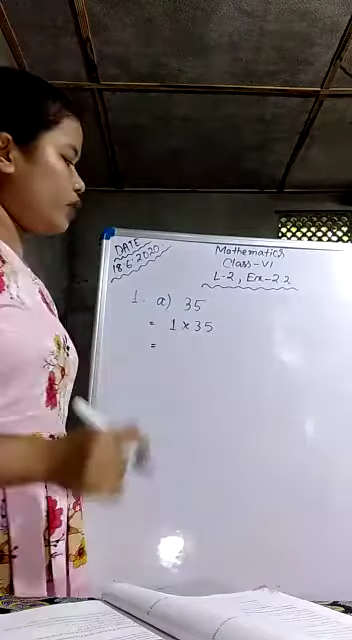 DATE
18.6.2020
Mathematics
Class-VI
L-2, Ex-2.2
1. a) 35
= 1 × 35
=